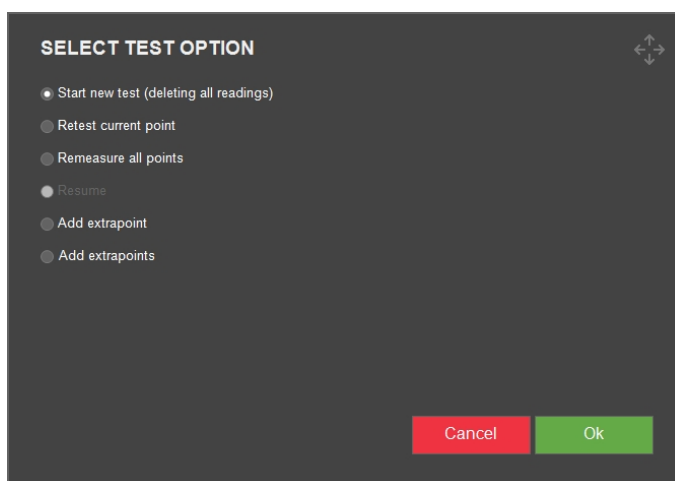 SELECT TEST OPTION
Start new test (deleting all readings)
Retest current point
Remeasure all points
Resume
Add extrapoint
Add extrapoints
Cancel
Ok